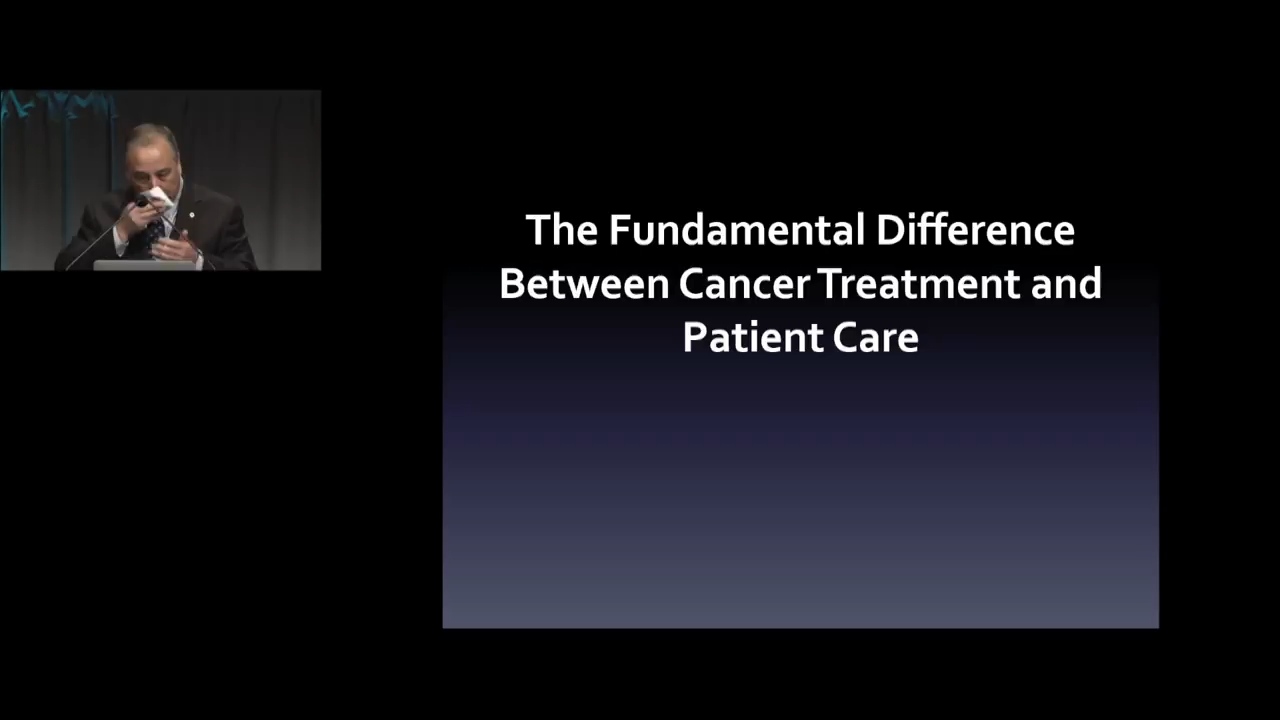 The Fundamental Difference
Between Cancer Treatment and
Patient Care